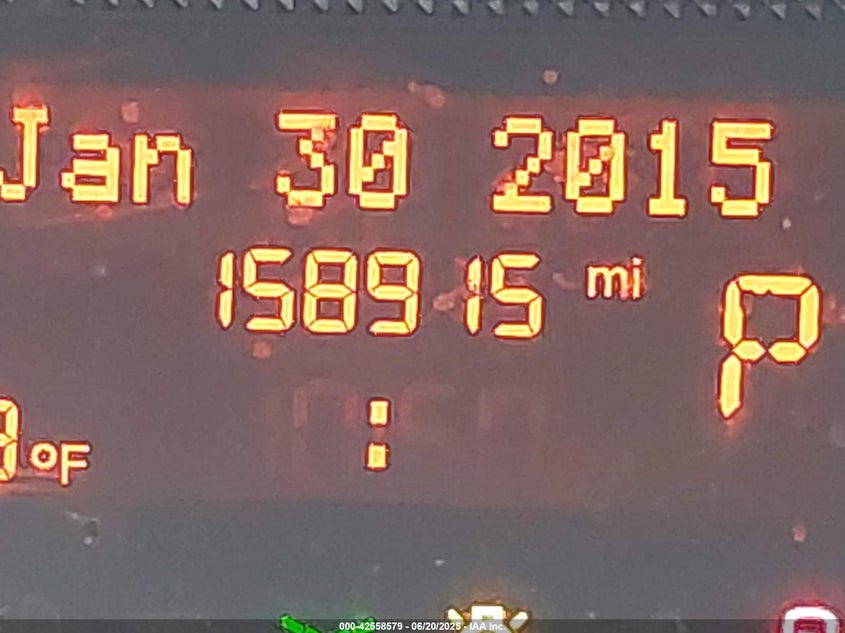 Jan 30 2015
158915 mi
P
°F
:
000-42558579 - 06/20/2025 - IAA Inc.